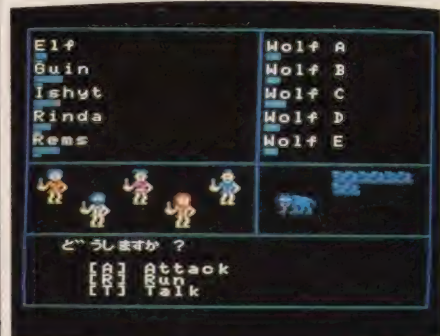 Elf
Guin
Ishyt
Rinda
Rems
Wolf A
Wolf B
Wolf C
Wolf D
Wolf E
どうしますか ?
[A] Attack
[R] Run
[T] Talk